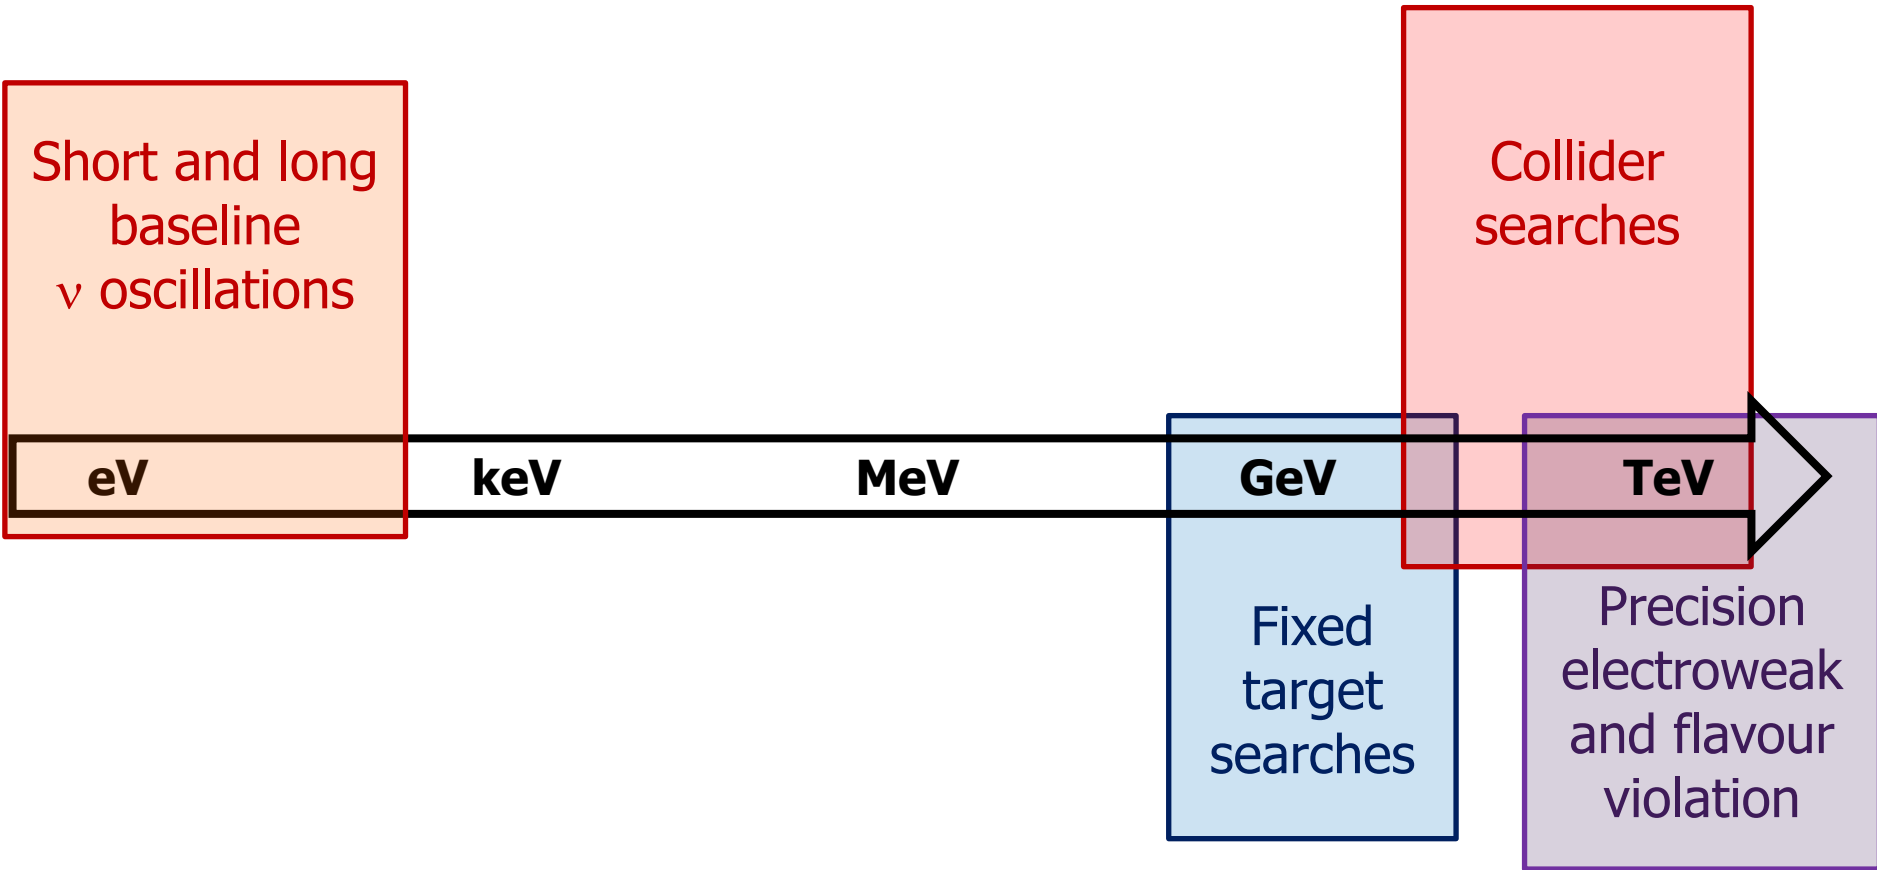 Short and long
baseline
ν oscillations
Collider
searches
eV
keV
MeV
GeV
TeV
Fixed
target
searches
Precision
electroweak
and flavour
violation